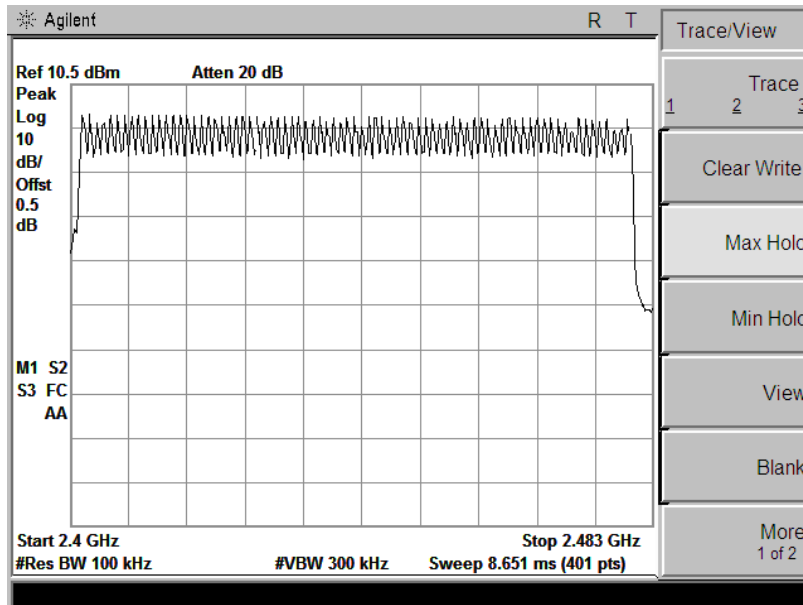 Agilent R T
Ref 10.5 dBm Atten 20 dB
Peak
Log
10
dB/
Offst
0.5
dB
M1 S2
S3 FC
AA
Start 2.4 GHz Stop 2.483 GHz
#Res BW 100 kHz #VBW 300 kHz Sweep 8.651 ms (401 pts)
Trace/View
Trace
1 2 3
Clear Write
Max Hold
Min Hold
View
Blank
More
1 of 2